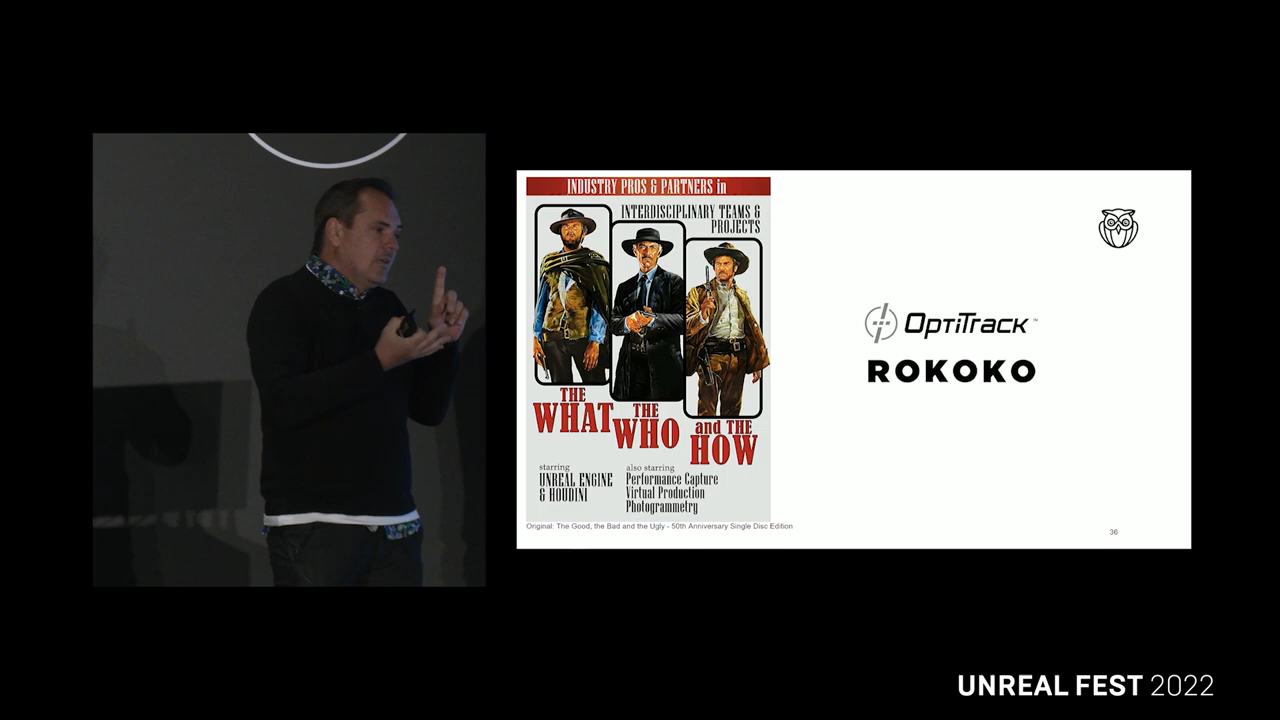 INDUSTRY PROS & PARTNERS in
INTERDISCIPLINARY TEAMS &
PROJECTS
THE
WHAT
THE
WHO
and THE
HOW
starring
UNREAL ENGINE
& HOUDINI
also starring
Performance Capture
Virtual Production
Photogrammetry
Original: The Good, the Bad and the Ugly - 50th Anniversary Single Disc Edition
OPTITRACK™
ROKOKO
36
UNREAL FEST 2022